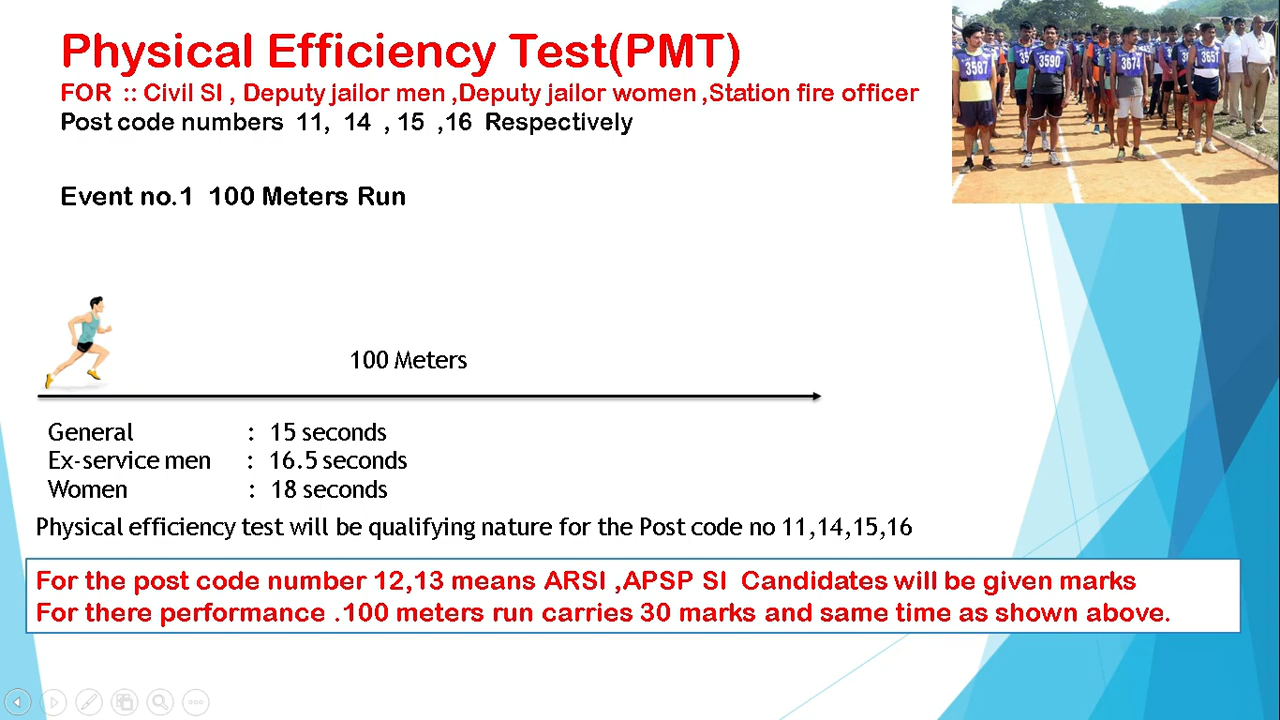 Physical Efficiency Test(PMT)
FOR :: Civil SI , Deputy jailor men ,Deputy jailor women ,Station fire officer
Post code numbers 11, 14 , 15 ,16 Respectively
3587
3590
3674
3651
Event no.1 100 Meters Run
100 Meters
General : 15 seconds
Ex-service men : 16.5 seconds
Women : 18 seconds
Physical efficiency test will be qualifying nature for the Post code no 11,14,15,16
For the post code number 12,13 means ARSI ,APSP SI Candidates will be given marks
For there performance .100 meters run carries 30 marks and same time as shown above.